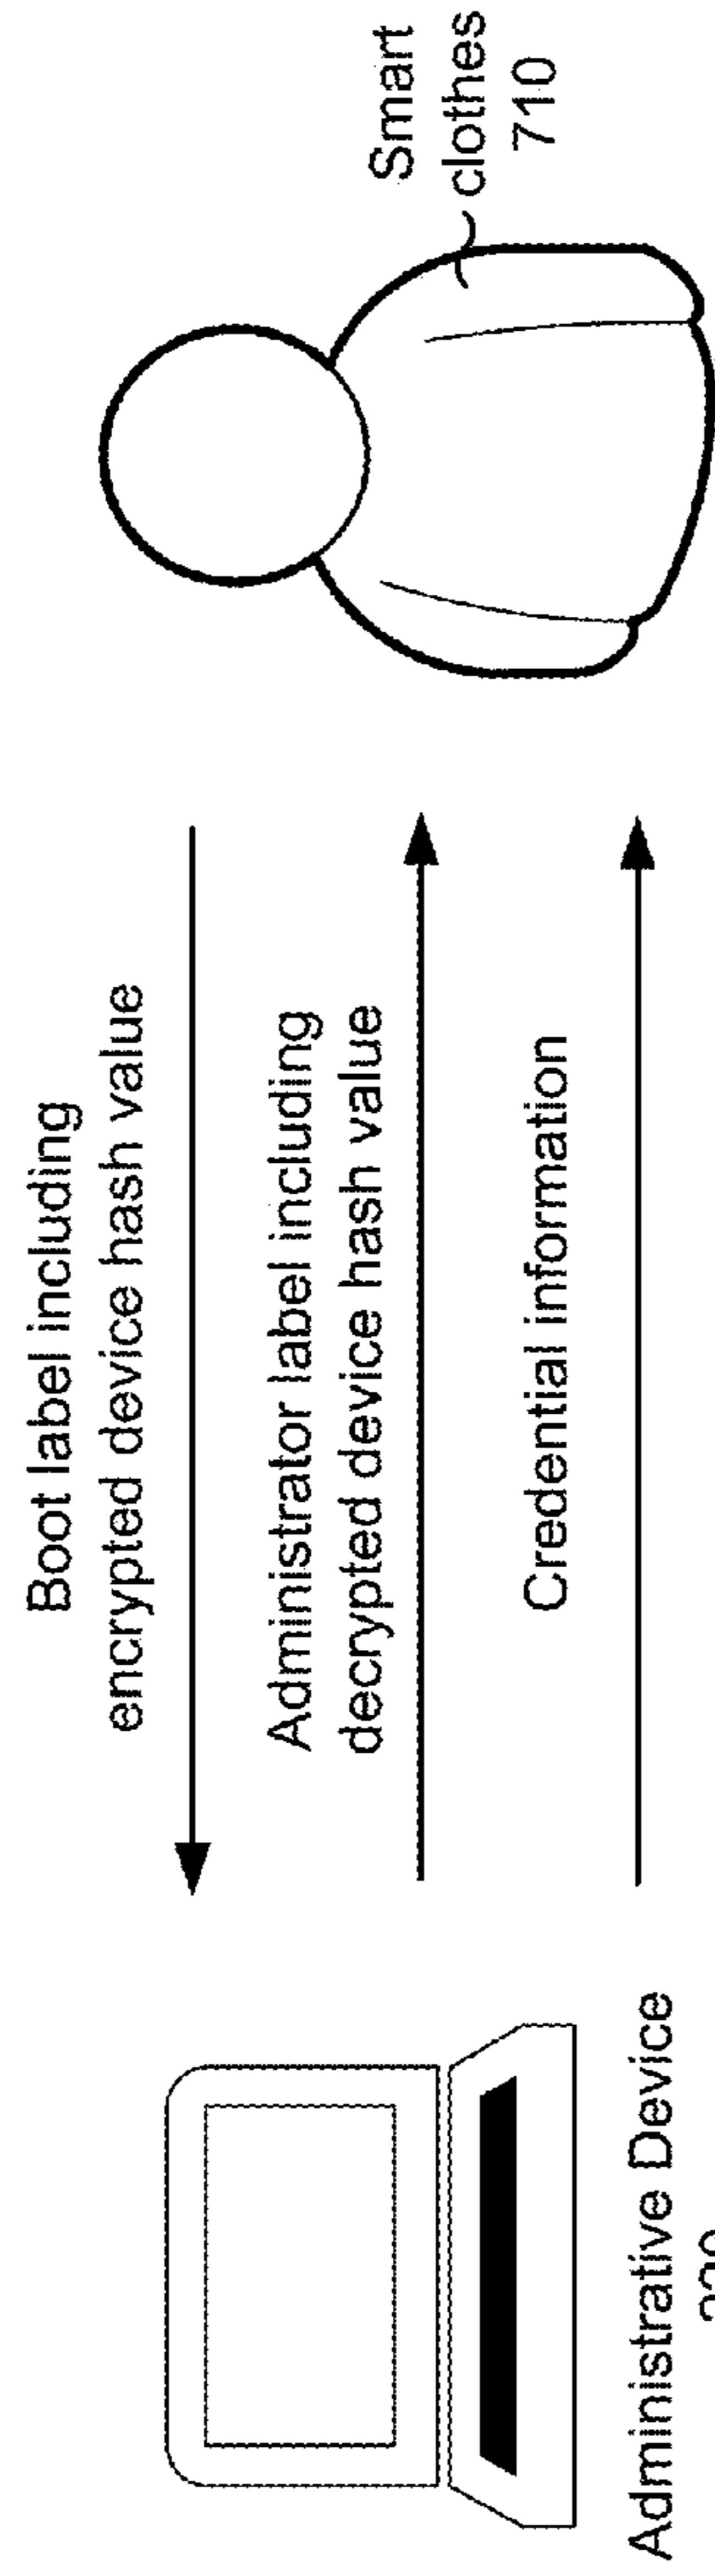 Boot label including
encrypted device hash value
Administrator label including
decrypted device hash value
Credential information
Smart
clothes
710
Administrative Device